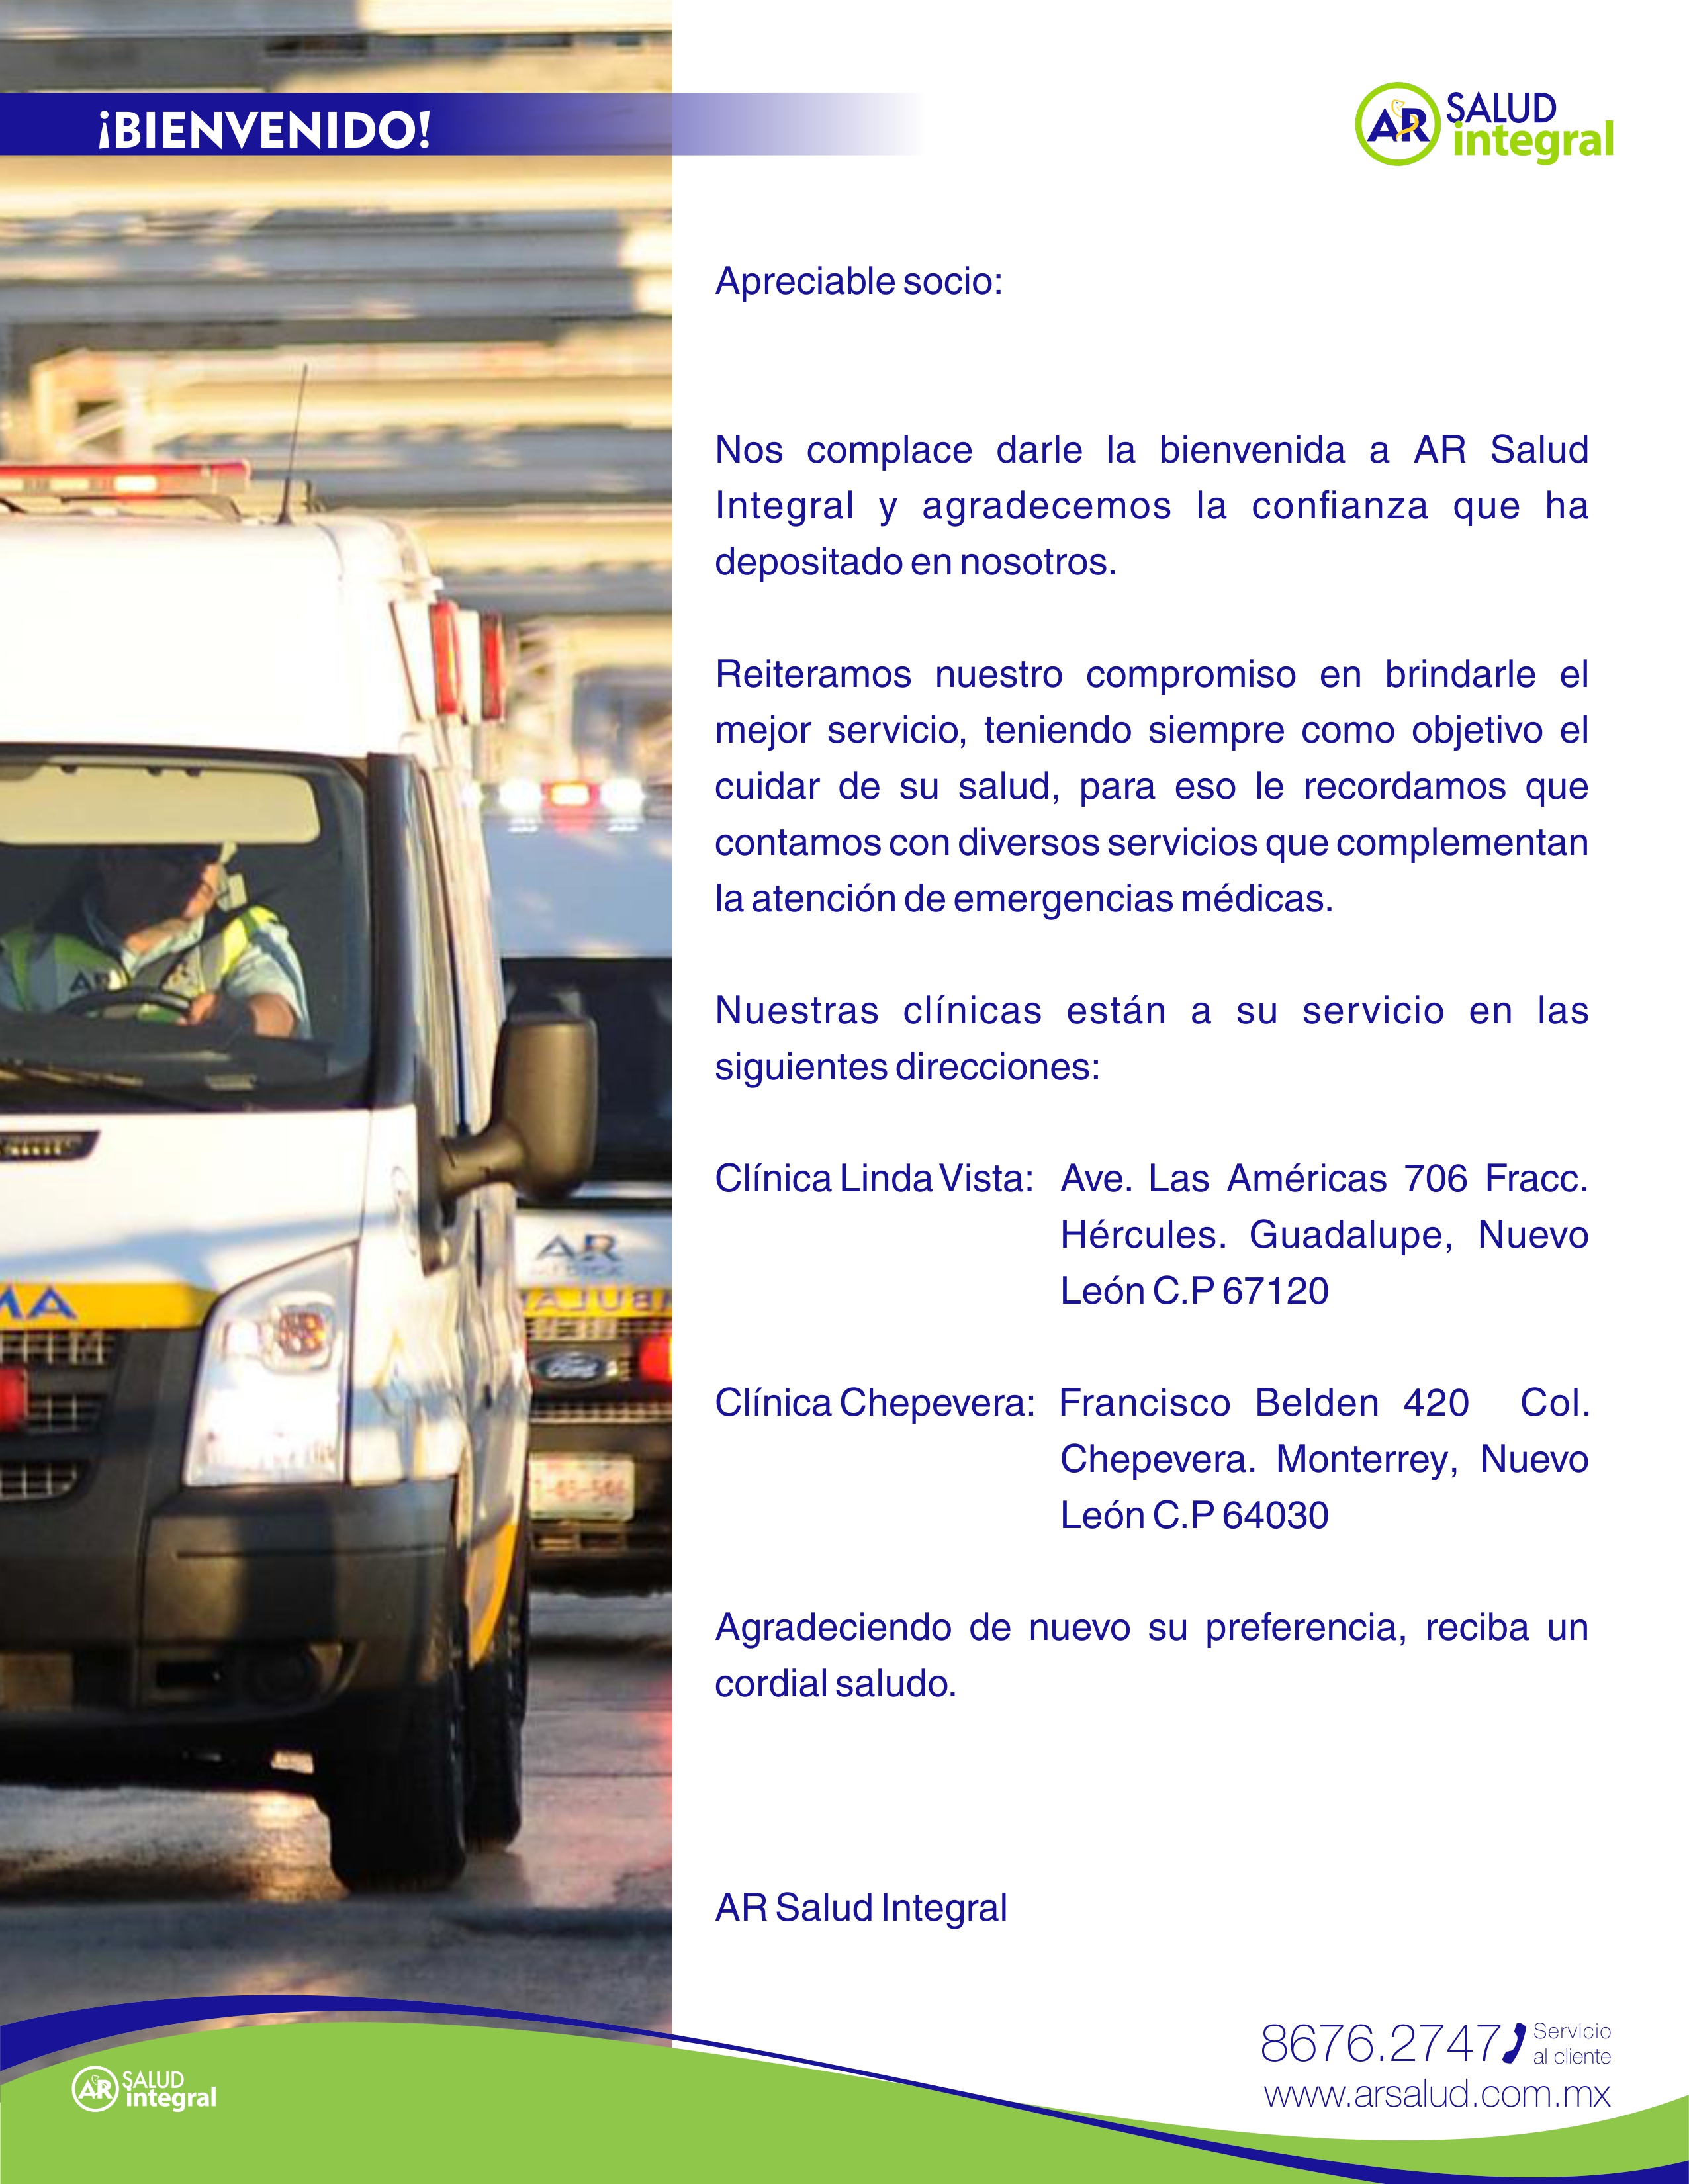 ¡BIENVENIDO!
AR SALUD
integral
Apreciable socio:
Nos complace darle la bienvenida a AR Salud
Integral y agradecemos la confianza que ha
depositado en nosotros.
Reiteramos nuestro compromiso en brindarle el
mejor servicio, teniendo siempre como objetivo el
cuidar de su salud, para eso le recordamos que
contamos con diversos servicios que complementan
la atención de emergencias médicas.
Nuestras clínicas están a su servicio en las
siguientes direcciones:
Clínica Linda Vista: Ave. Las Américas 706 Fracc.
Hércules. Guadalupe, Nuevo
León C.P 67120
Clínica Chepevera: Francisco Belden 420 Col.
Chepevera. Monterrey, Nuevo
León C.P 64030
Agradeciendo de nuevo su preferencia, reciba un
cordial saludo.
AR Salud Integral
AR
MÉDICA
Ford
8676.2747 Servicio
al cliente
www.arsalud.com.mx
AR SALUD
integral